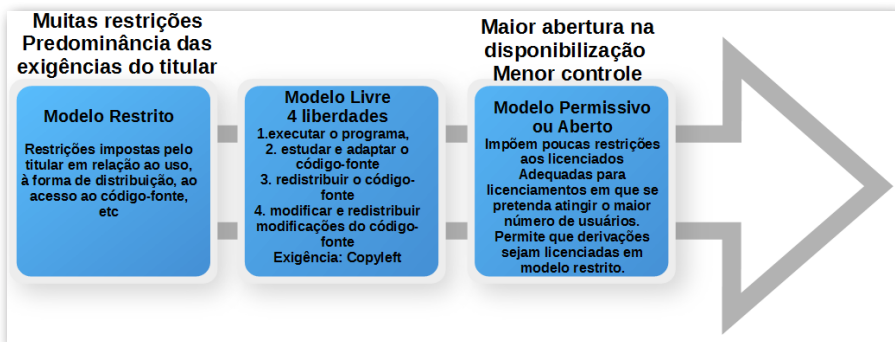 Muitas restrições
Predominância das
exigências do titular
Modelo Restrito
Restrições impostas pelo
titular em relação ao uso,
à forma de distribuição, ao
acesso ao código-fonte,
etc
Modelo Livre
4 liberdades
1.executar o programa,
2. estudar e adaptar o
código-fonte
3. redistribuir o código-
fonte
4. modificar e redistribuir
modificações do código-
fonte
Exigência: Copyleft
Maior abertura na
disponibilização
Menor controle
Modelo Permissivo
ou Aberto
Impõem poucas restrições
aos licenciados
Adequadas para
licenciamentos em que se
pretenda atingir o maior
número de usuários.
Permite que derivações
sejam licenciadas em
modelo restrito.